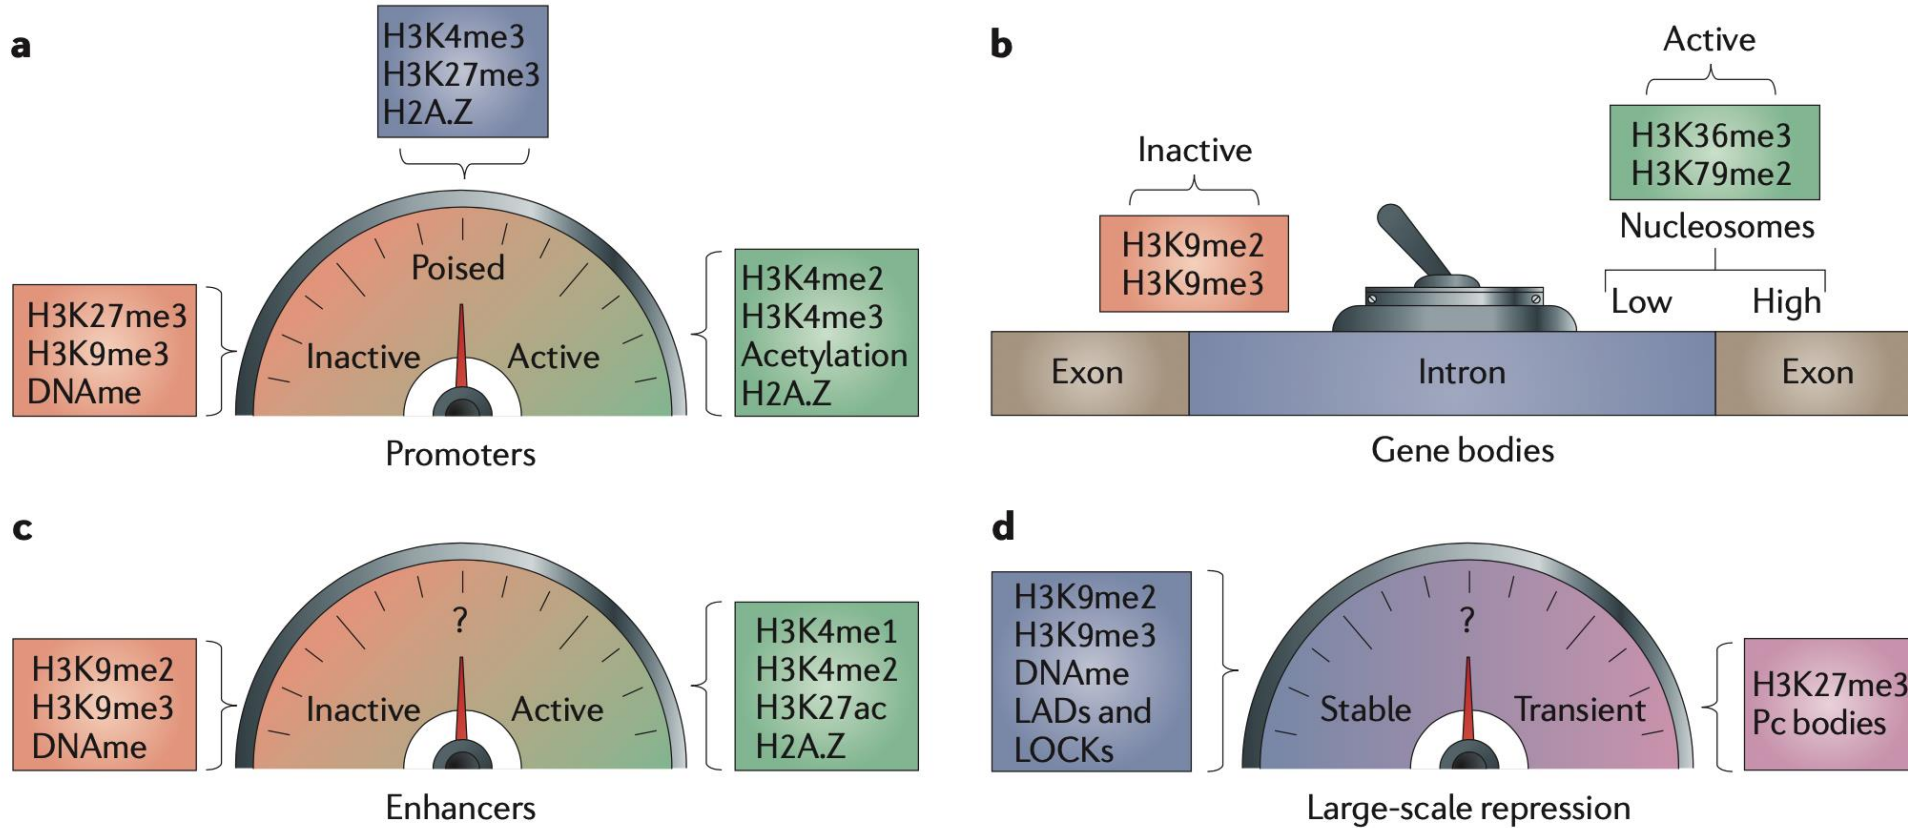 a
H3K4me3
H3K27me3
H2A.Z
Poised
Inactive
Active
H3K27me3
H3K9me3
DNAme
H3K4me2
H3K4me3
Acetylation
H2A.Z
Promoters
b
Active
H3K36me3
H3K79me2
Nucleosomes
Low
High
Inactive
H3K9me2
H3K9me3
Exon
Intron
Exon
Gene bodies
c
?
Inactive
Active
H3K9me2
H3K9me3
DNAme
H3K4me1
H3K4me2
H3K27ac
H2A.Z
Enhancers
d
H3K9me2
H3K9me3
DNAme
LADs and
LOCKs
?
Stable
Transient
H3K27me3
Pc bodies
Large-scale repression